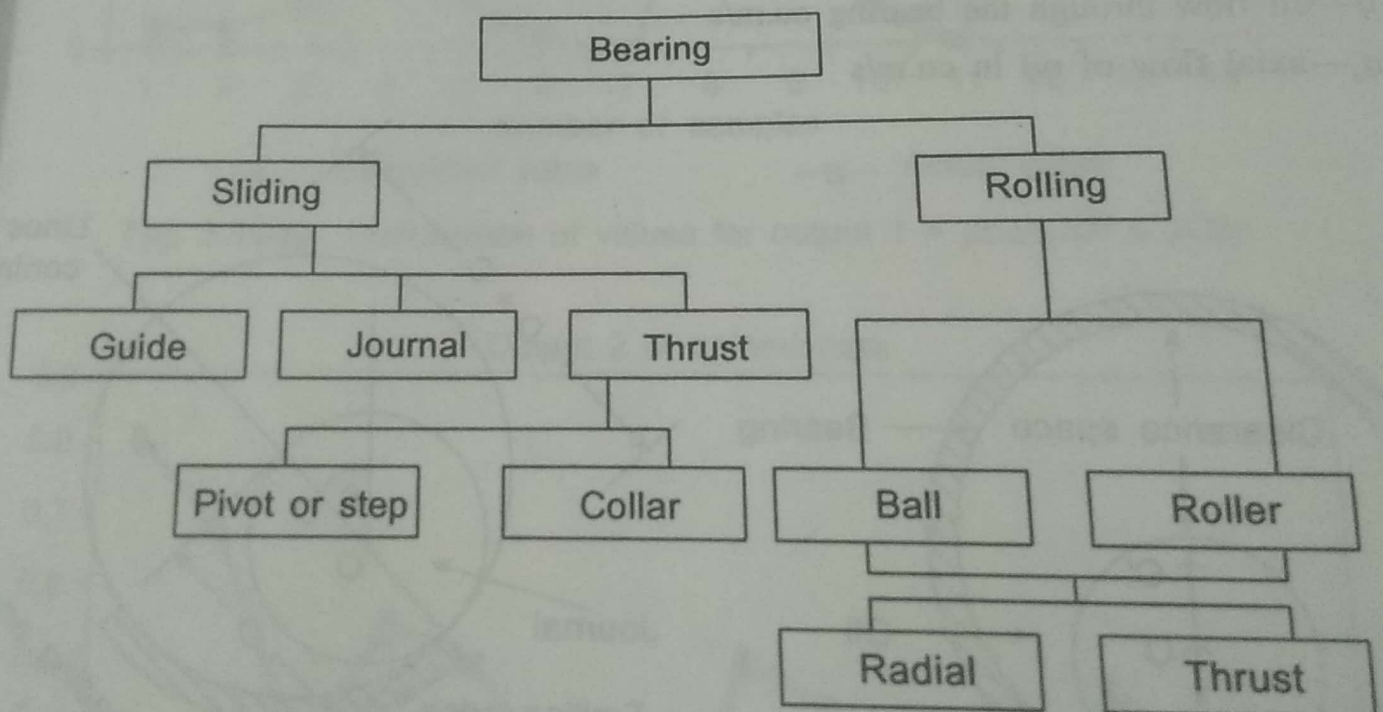 Bearing
Sliding
Rolling
Guide
Journal
Thrust
Pivot or step
Collar
Ball
Roller
Radial
Thrust